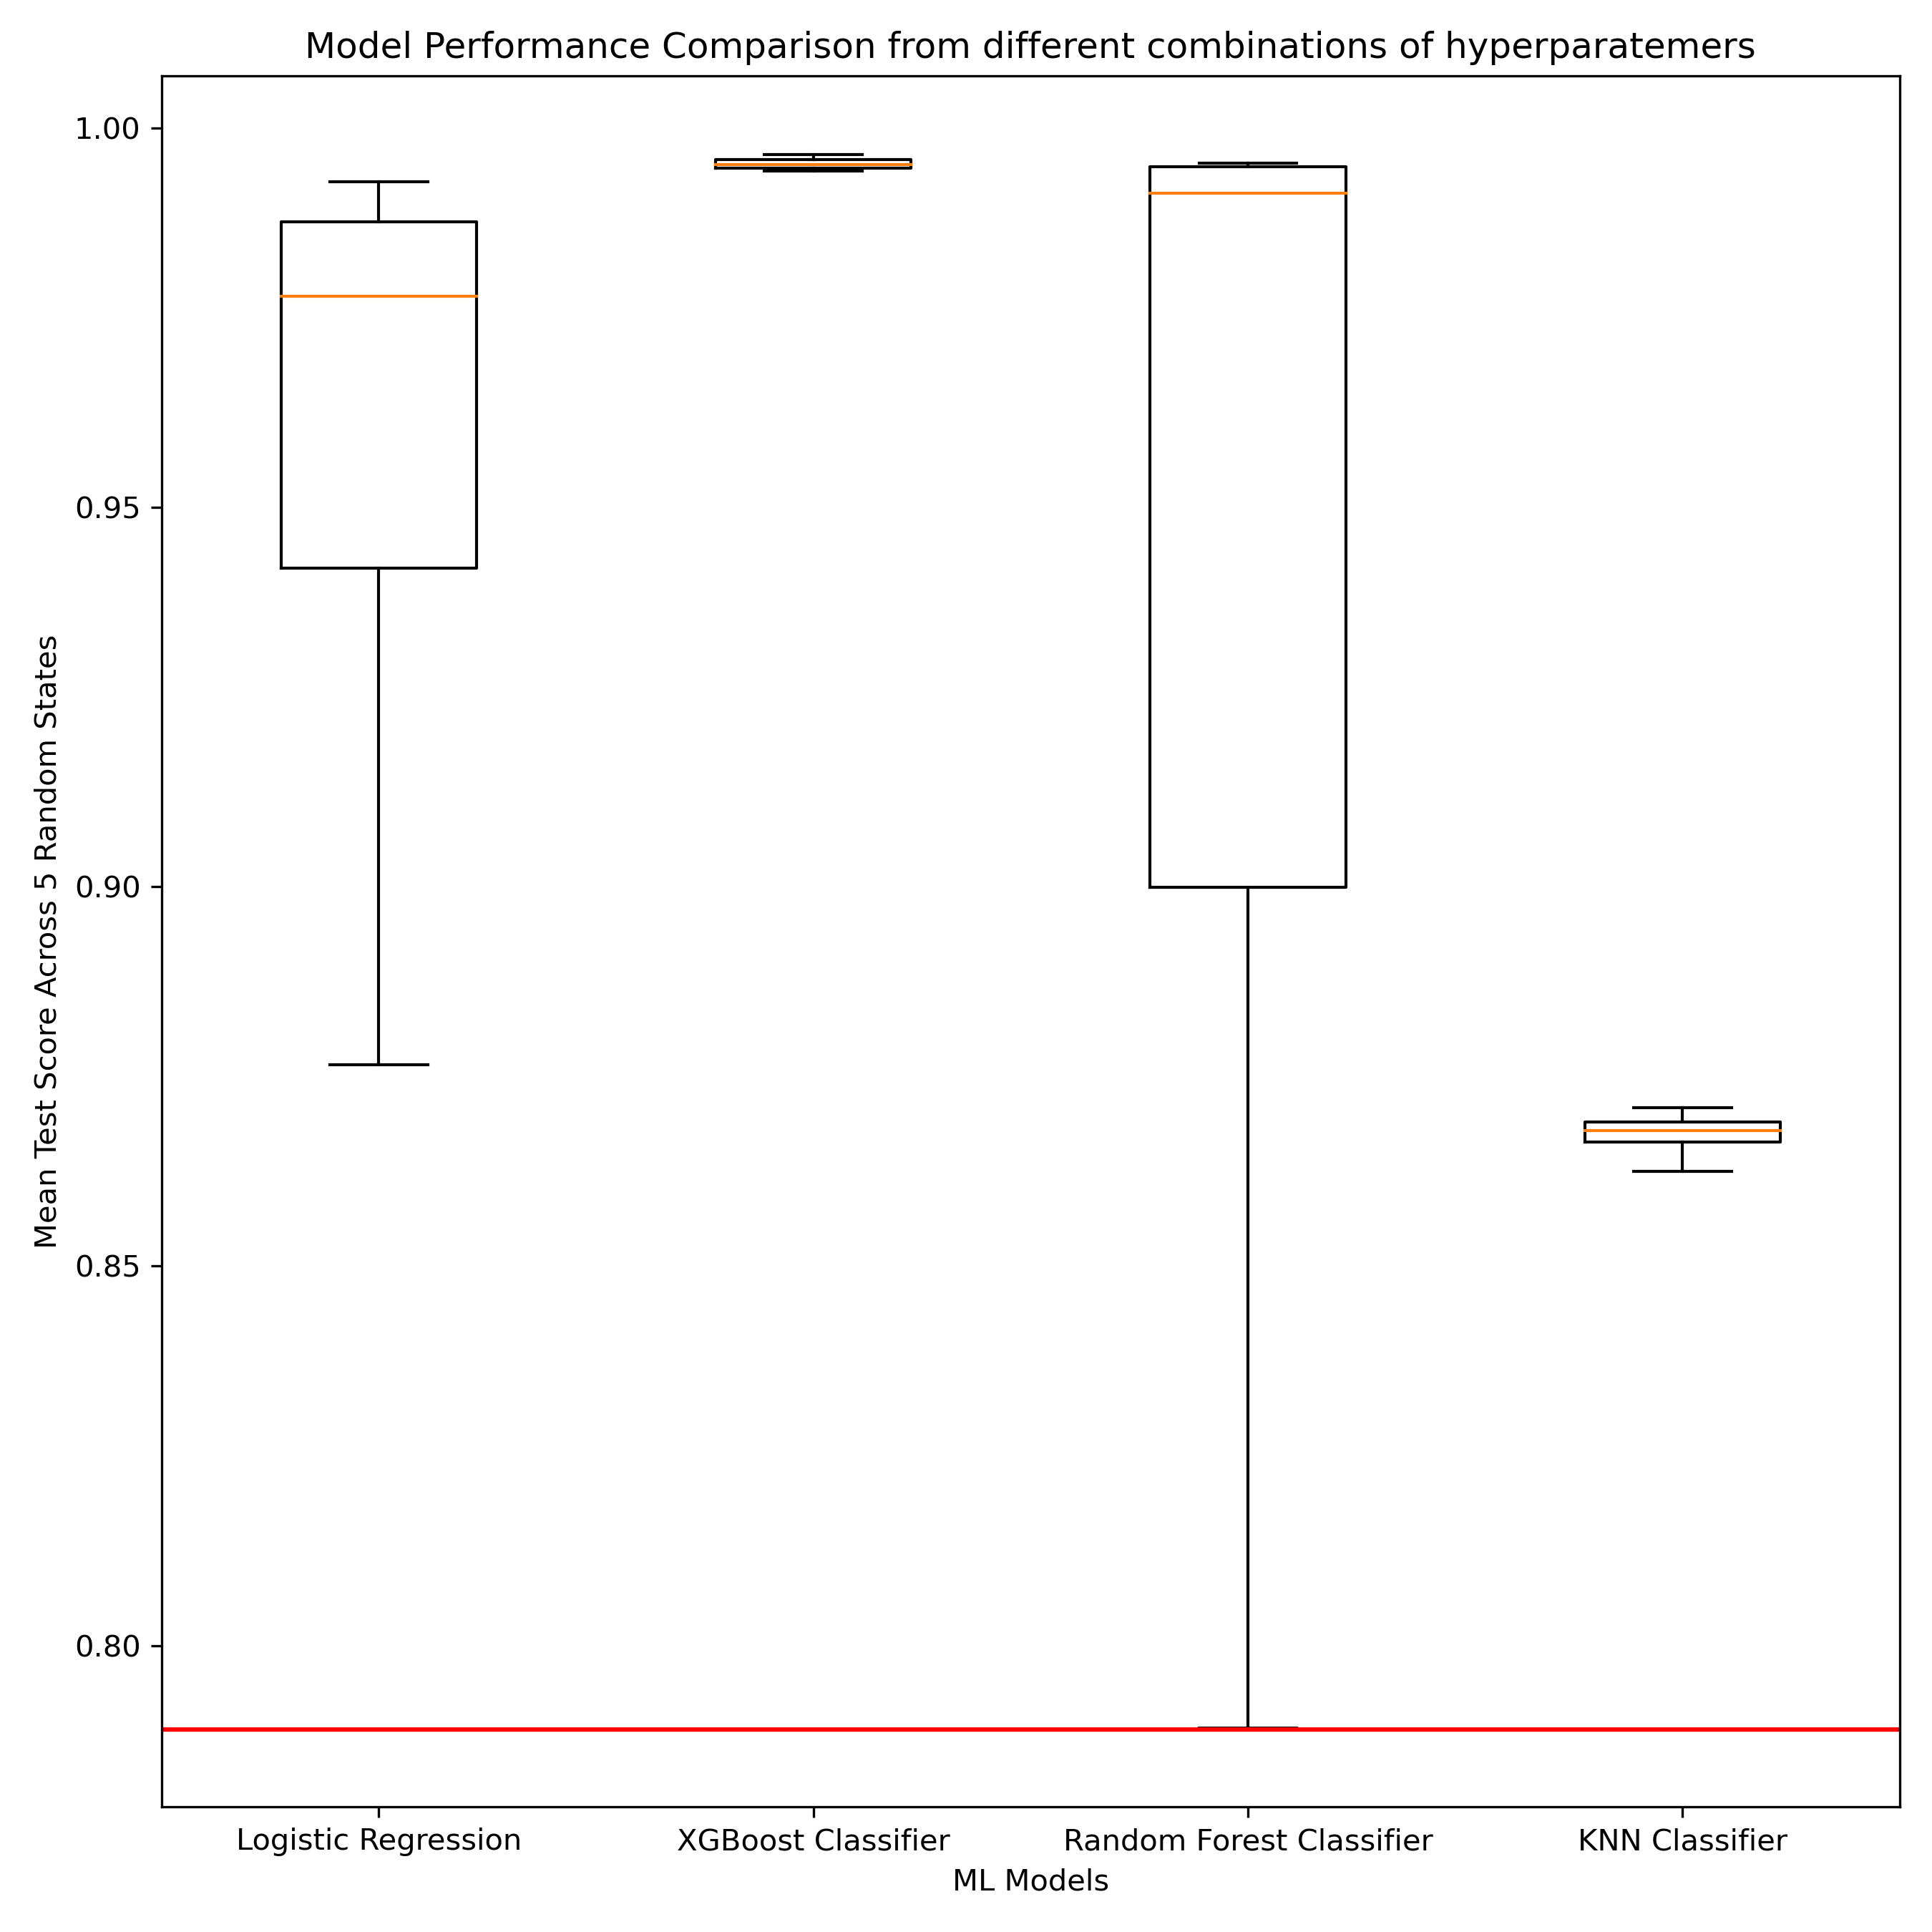 Model Performance Comparison from different combinations of hyperparatemers
Mean Test Score Across 5 Random States
1.00
0.95
0.90
0.85
0.80
Logistic Regression
XGBoost Classifier
Random Forest Classifier
KNN Classifier
ML Models